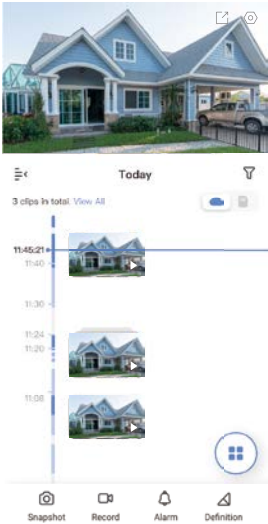 Today
3 clips in total. View All
11:45:21
11:40
11:30
11:24
11:20
11:08
Snapshot
Record
Alarm
Definition